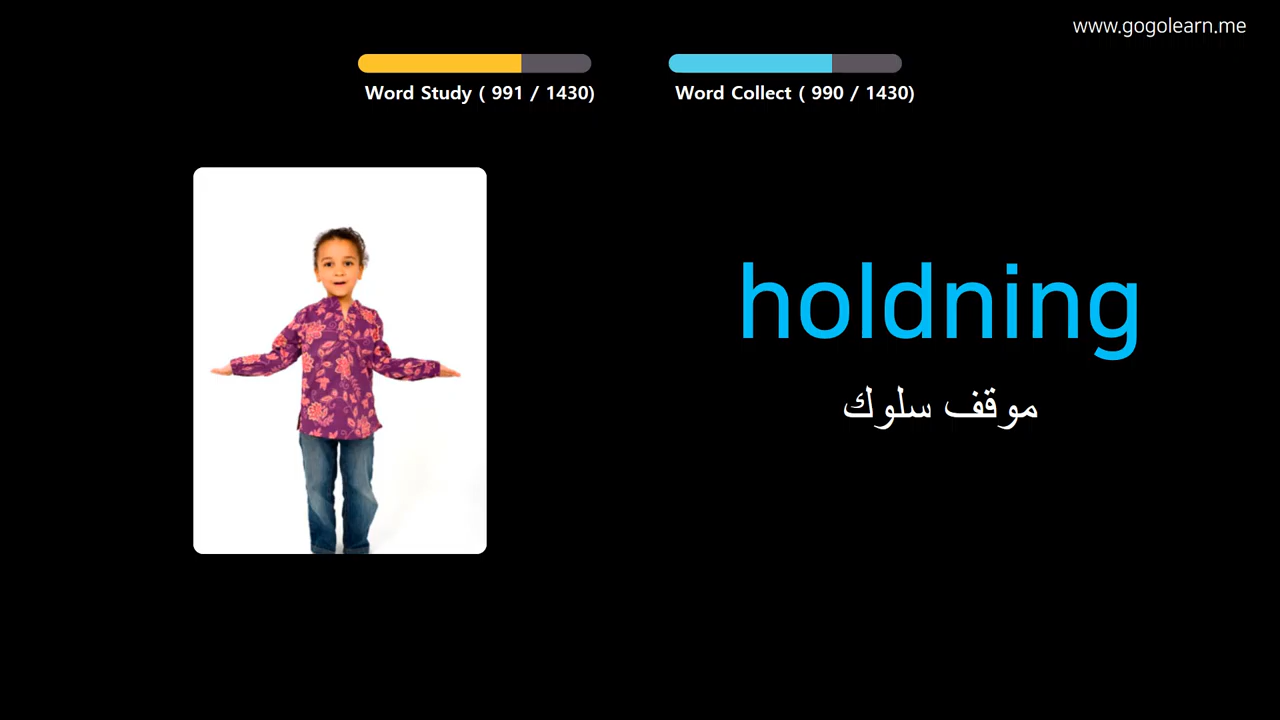 www.gogolearn.me
Word Study ( 991 / 1430)
Word Collect ( 990 / 1430)
holdning
موقف سلوك